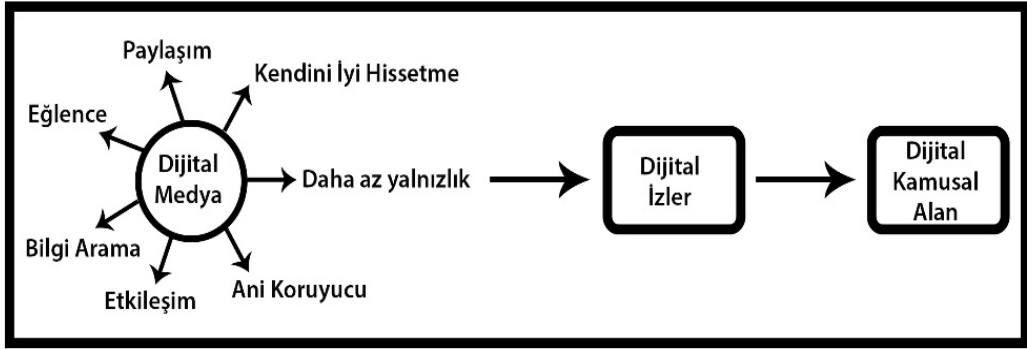 Paylaşım
Kendini İyi Hissetme
Eğlence
Dijital
Medya
Daha az yalnızlık
Bilgi Arama
Etkileşim
Ani Koruyucu
Dijital
İzler
Dijital
Kamusal
Alan